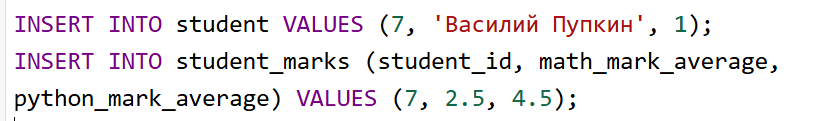 INSERT INTO student VALUES (7, 'Василий Пупкин', 1);
INSERT INTO student_marks (student_id, math_mark_average,
python_mark_average) VALUES (7, 2.5, 4.5);